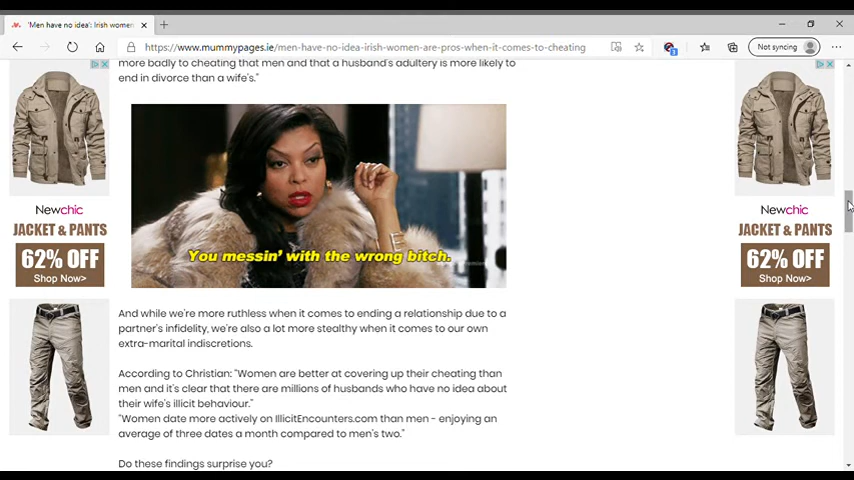 'Men have no idea': Irish women
Not syncing
https://www.mummypages.ie/men-have-no-idea-irish-women-are-pros-when-it-comes-to-cheating
3
more badly to cheating that men and that a husband's adultery is more likely to
end in divorce than a wife's."
You messin' with the wrong bitch.
E
Newchic
JACKET & PANTS
62% OFF
Shop Now>
Newchic
JACKET & PANTS
62% OFF
Shop Now>
And while we're more ruthless when it comes to ending a relationship due to a
partner's infidelity, we're also a lot more stealthy when it comes to our own
extra-marital indiscretions.
According to Christian: "Women are better at covering up their cheating than
men and it's clear that there are millions of husbands who have no idea about
their wife's illicit behaviour."
"Women date more actively on IllicitEncounters.com than men - enjoying an
average of three dates a month compared to men's two."
Do these findings surprise you?